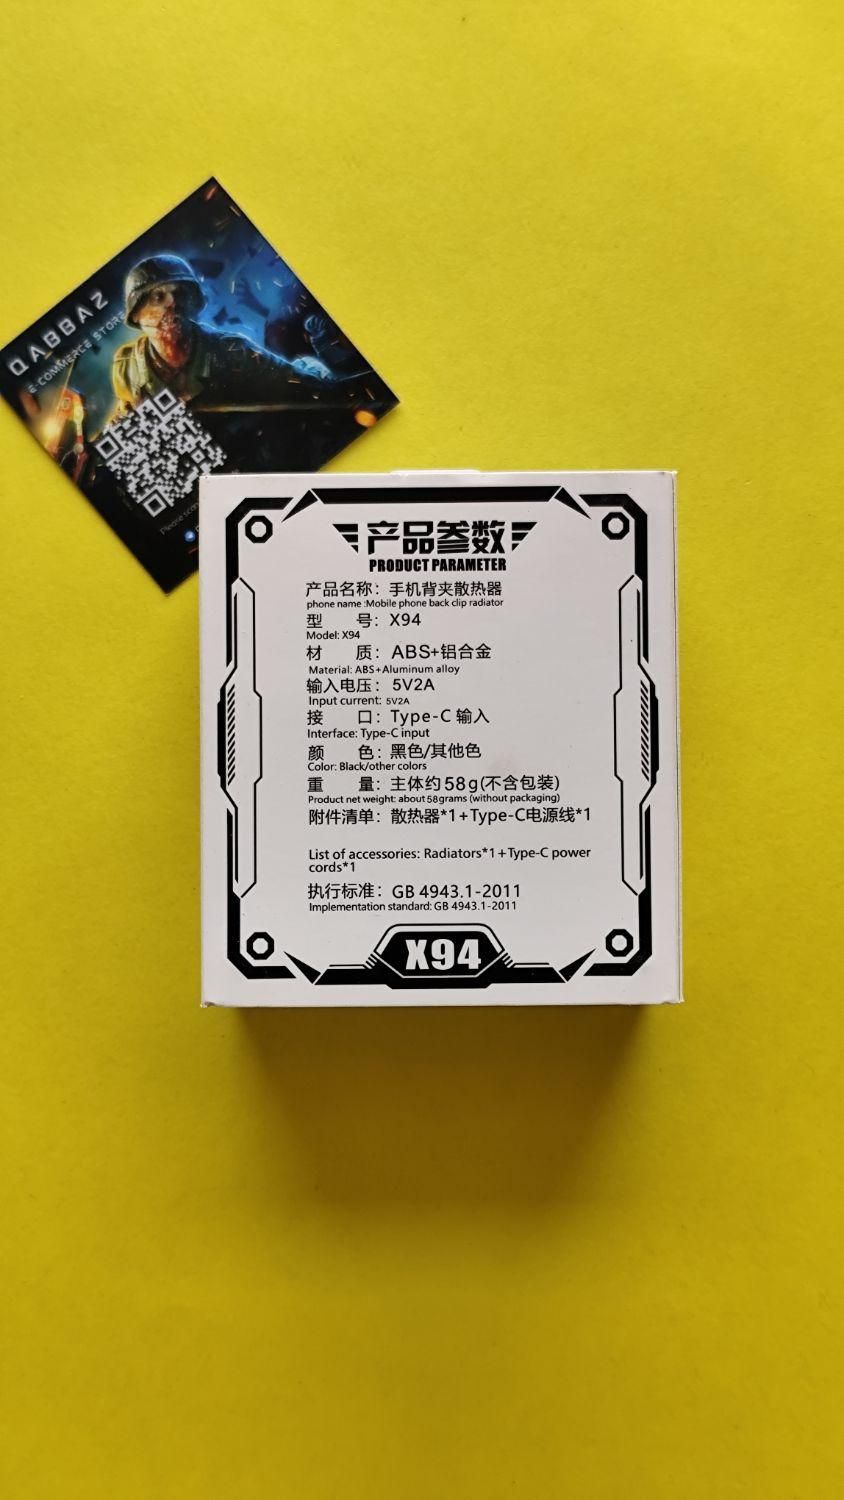 QABBAZ
E-COMMERCE STORE
Please scan
产品参数
PRODUCT PARAMETER
产品名称：手机背夹散热器
phone name :Mobile phone back clip radiator
型 号：X94
Model: X94
材 质：ABS+铝合金
Material: ABS+Aluminum alloy
输入电压：5V2A
Input current: 5V2A
接 口：Type-C 输入
Interface: Type-C input
颜 色：黑色/其他色
Color: Black/other colors
重 量：主体约58g(不含包装)
Product net weight: about58grams (without packaging)
附件清单：散热器*1+Type-C电源线*1
List of accessories: Radiators*1+Type-C power
cords*1
执行标准：GB 4943.1-2011
Implementation standard: GB 4943.1-2011
X94